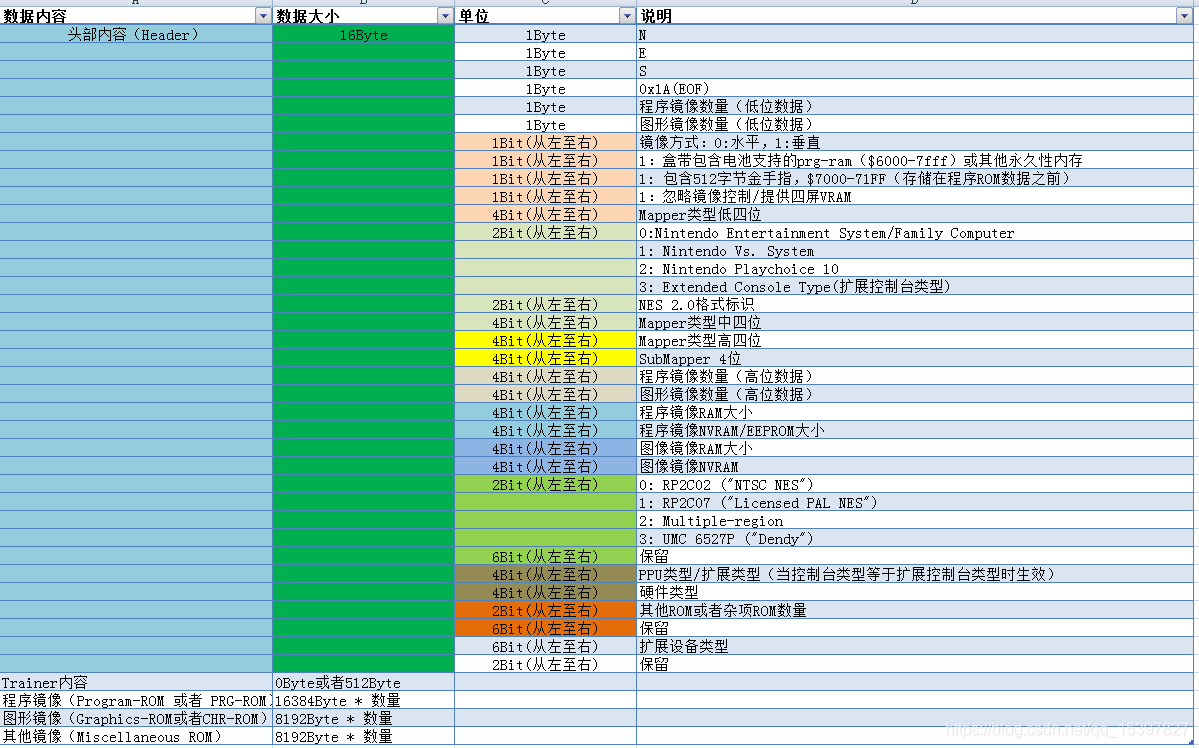 数据内容 数据大小 单位 说明
头部内容（Header） 16Byte 1Byte N
1Byte E
1Byte S
1Byte 0x1A(EOF)
1Byte 程序镜像数量（低位数据）
1Byte 图形镜像数量（低位数据）
1Bit(从左至右) 镜像方式：0:水平，1:垂直
1Bit(从左至右) 1：盒带包含电池支持的prg-ram（$6000-7fff）或其他永久性内存
1Bit(从左至右) 1: 包含512字节金手指，$7000-71FF（存储在程序ROM数据之前）
1Bit(从左至右) 1：忽略镜像控制/提供四屏VRAM
4Bit(从左至右) Mapper类型低四位
2Bit(从左至右) 0:Nintendo Entertainment System/Family Computer
1: Nintendo Vs. System
2: Nintendo Playchoice 10
3: Extended Console Type(扩展控制台类型)
2Bit(从左至右) NES 2.0格式标识
4Bit(从左至右) Mapper类型中四位
4Bit(从左至右) Mapper类型高四位
4Bit(从左至右) SubMapper 4位
4Bit(从左至右) 程序镜像数量（高位数据）
4Bit(从左至右) 图形镜像数量（高位数据）
4Bit(从左至右) 程序镜像RAM大小
4Bit(从左至右) 程序镜像NVRAM/EEPROM大小
4Bit(从左至右) 图像镜像RAM大小
4Bit(从左至右) 图像镜像NVRAM
2Bit(从左至右) 0: RP2C02 ("NTSC NES")
1: RP2C07 ("Licensed PAL NES")
2: Multiple-region
3: UMC 6527P ("Dendy")
6Bit(从左至右) 保留
4Bit(从左至右) PPU类型/扩展类型（当控制台类型等于扩展控制台类型时生效）
4Bit(从左至右) 硬件类型
2Bit(从左至右) 其他ROM或者杂项ROM数量
6Bit(从左至右) 保留
6Bit(从左至右) 扩展设备类型
2Bit(从左至右) 保留
Trainer内容 0Byte或者512Byte
程序镜像（Program-ROM 或者 PRG-ROM） 16384Byte * 数量
图形镜像（Graphics-ROM或者CHR-ROM） 8192Byte * 数量
其他镜像（Miscellaneous ROM） 8192Byte * 数量
https://blog.csdn.net/qq_15397827